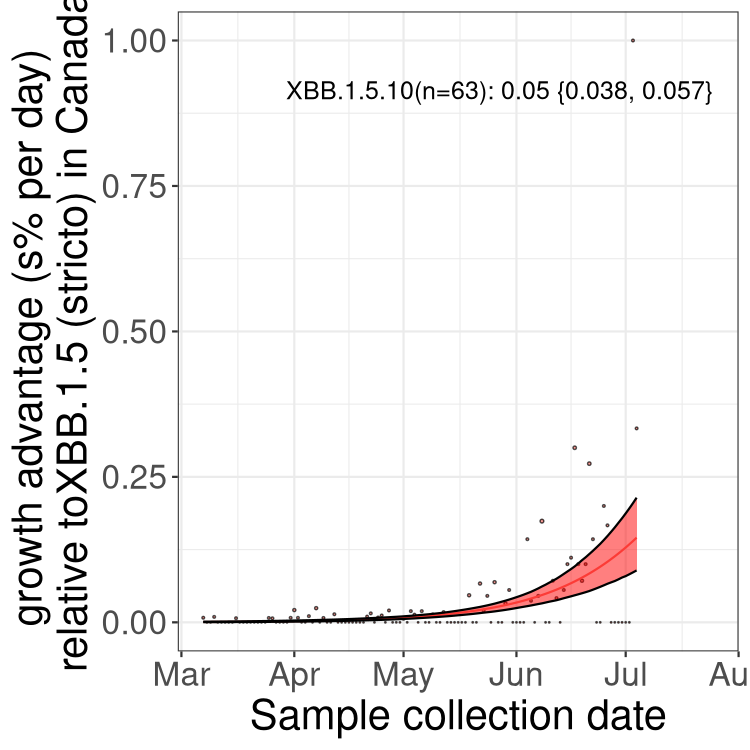 growth advantage (s% per day)
relative toXBB.1.5 (stricto) in Canada
1.00
0.75
0.50
0.25
0.00
XBB.1.5.10(n=63): 0.05 {0.038, 0.057}
Mar Apr May Jun Jul Au
Sample collection date